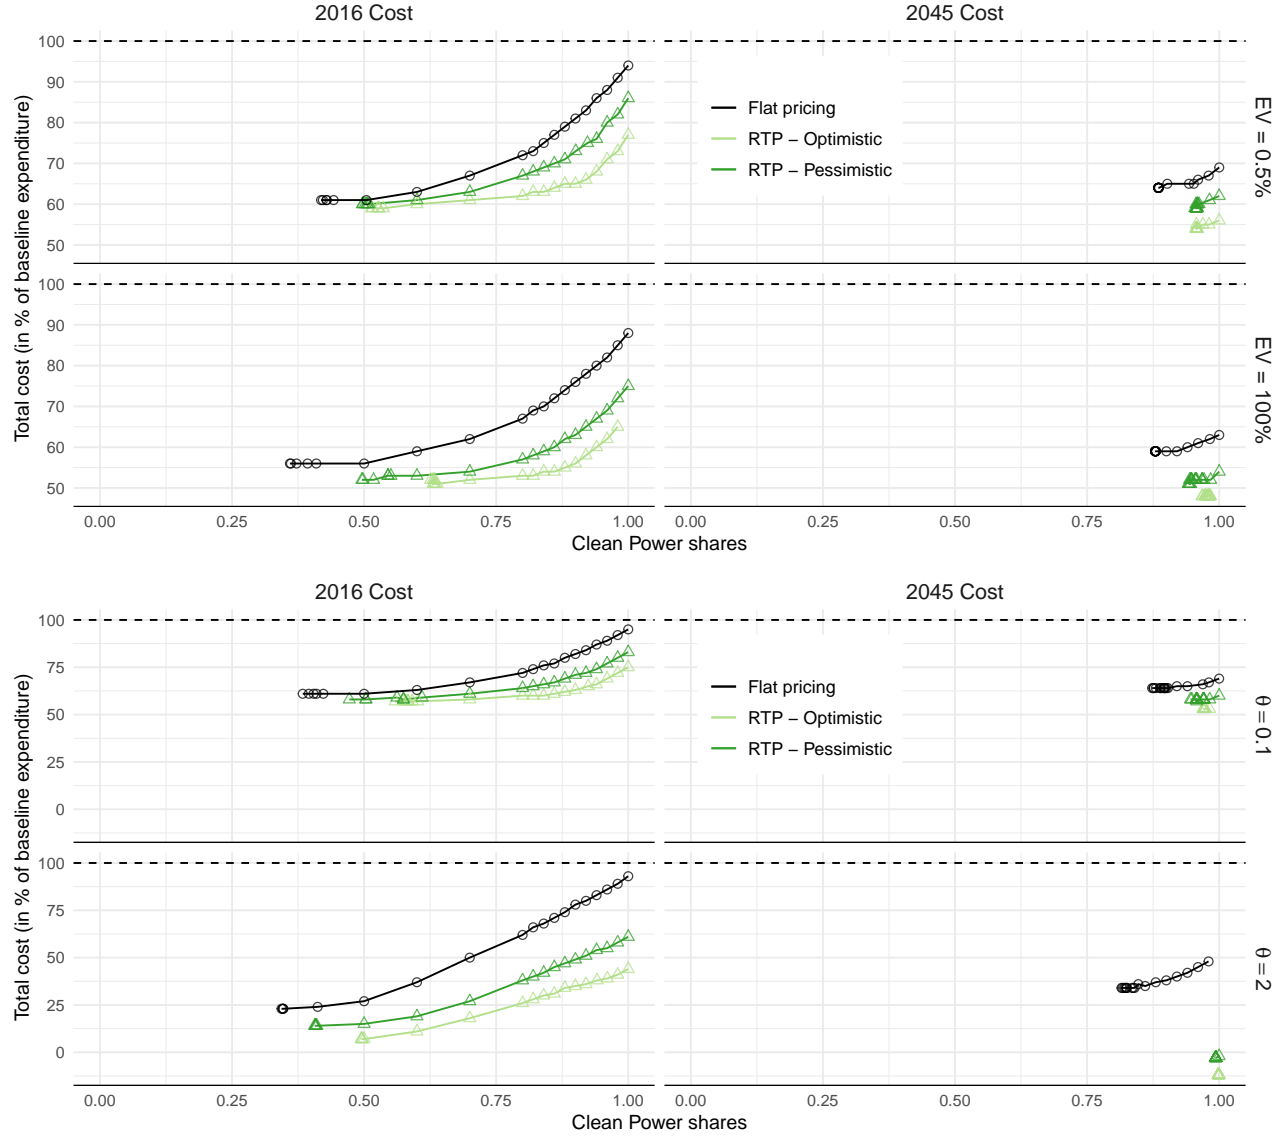 2016 Cost
2045 Cost
100
90
80
70
60
50
Flat pricing
RTP − Optimistic
RTP − Pessimistic
EV = 0.5%
100
90
80
70
60
50
EV = 100%
Total cost (in % of baseline expenditure)
0.00 0.25 0.50 0.75 1.00 0.00 0.25 0.50 0.75 1.00
Clean Power shares
2016 Cost
2045 Cost
100
75
50
25
0
Flat pricing
RTP − Optimistic
RTP − Pessimistic
θ = 0.1
100
75
50
25
0
θ = 2
Total cost (in % of baseline expenditure)
0.00 0.25 0.50 0.75 1.00 0.00 0.25 0.50 0.75 1.00
Clean Power shares